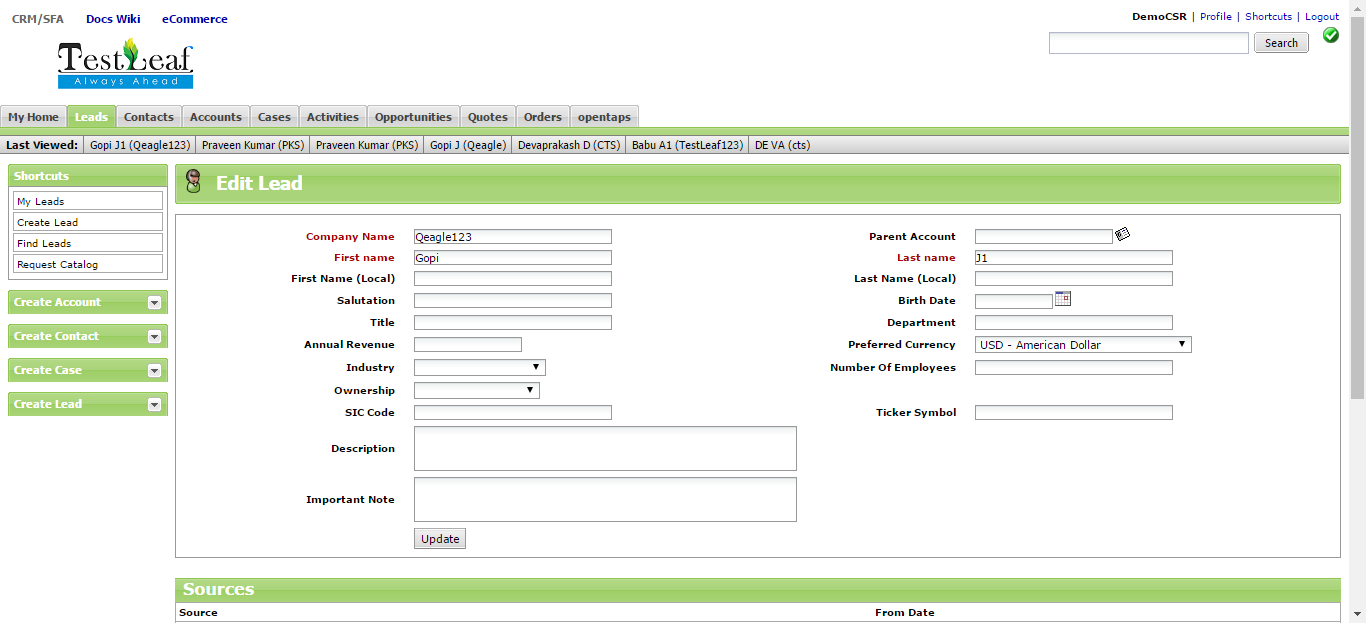 CRM/SFA Docs Wiki eCommerce
DemoCSR | Profile | Shortcuts | Logout
TestLeaf
Always Ahead
Search
My Home Leads Contacts Accounts Cases Activities Opportunities Quotes Orders opentaps
Last Viewed: Gopi J1 (Qeagle123) Praveen Kumar (PKS) Praveen Kumar (PKS) Gopi J (Qeagle) Devaprakash D (CTS) Babu A1 (TestLeaf123) DE VA (cts)
Shortcuts
My Leads
Create Lead
Find Leads
Request Catalog
Create Account
Create Contact
Create Case
Create Lead
Edit Lead
Company Name Qeagle123 Parent Account
First name Gopi Last name J1
First Name (Local) Last Name (Local)
Salutation Birth Date
Title Department
Annual Revenue Preferred Currency USD - American Dollar
Industry Number Of Employees
Ownership
SIC Code Ticker Symbol
Description
Important Note
Update
Sources
Source From Date